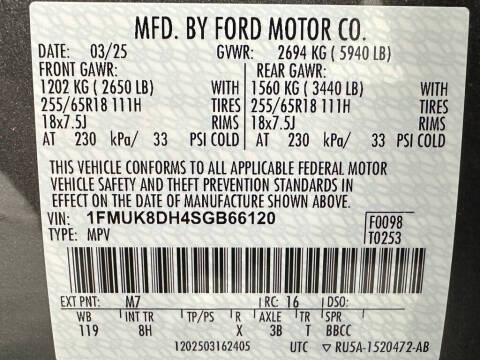 MFD. BY FORD MOTOR CO.
DATE: 03/25 GVWR: 2694 KG ( 5940 LB)
FRONT GAWR: REAR GAWR:
1202 KG ( 2650 LB) WITH 1560 KG ( 3440 LB) WITH
255/65R18 111H TIRES 255/65R18 111H TIRES
18x7.5J RIMS 18x7.5J RIMS
AT 230 kPa/ 33 PSI COLD AT 230 kPa/ 33 PSI COLD
THIS VEHICLE CONFORMS TO ALL APPLICABLE FEDERAL MOTOR
VEHICLE SAFETY AND THEFT PREVENTION STANDARDS IN
EFFECT ON THE DATE OF MANUFACTURE SHOWN ABOVE.
VIN: 1FMUK8DH4SGB66120 F0098
TYPE: MPV T0253
EXT PNT: M7 RC: 16 DSO:
WB INT TR TP/PS R AXLE TR SPR
119 8H X 3B T BBCC
1202503162405 UTC ▽ RU5A-1520472-AB